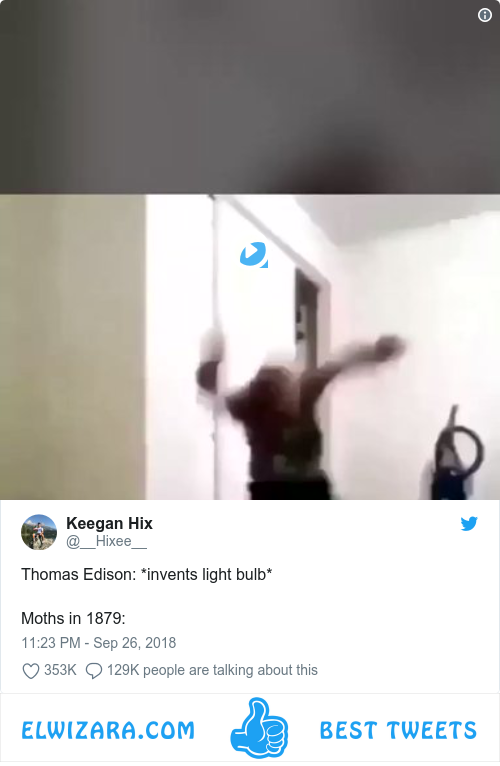 Keegan Hix
@__Hixee__
Thomas Edison: *invents light bulb*
Moths in 1879:
11:23 PM - Sep 26, 2018
353K 129K people are talking about this
ELWIZARA.COM BEST TWEETS